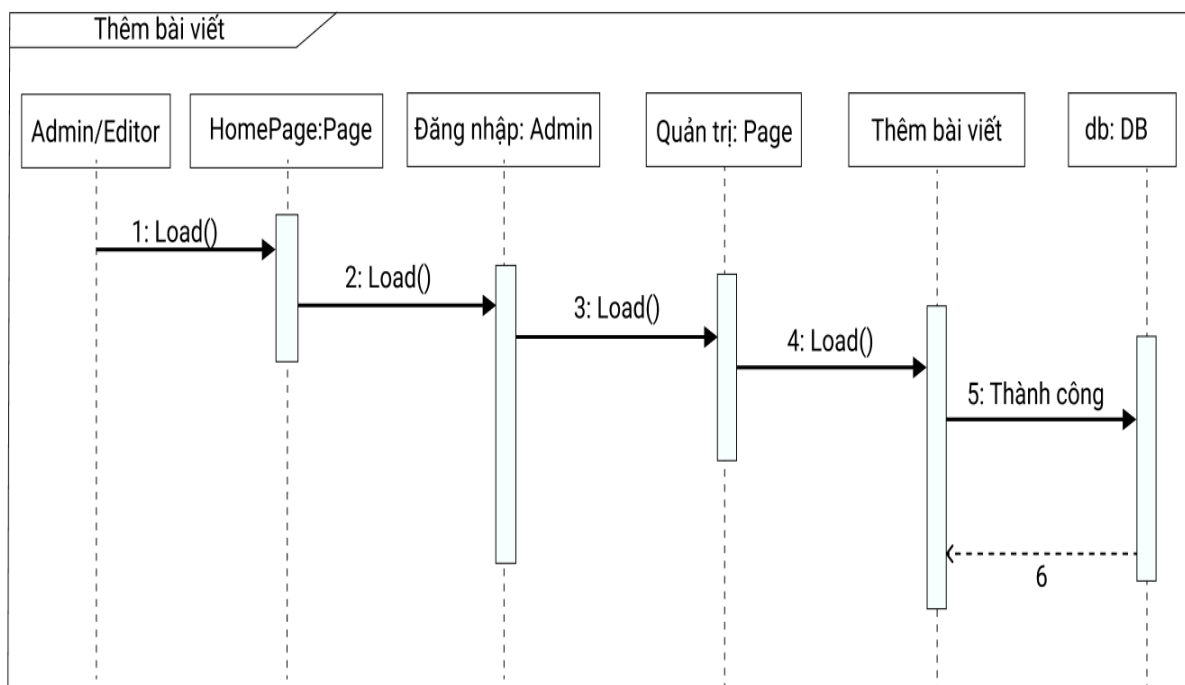 Thêm bài viết
Admin/Editor
HomePage:Page
Đăng nhập: Admin
Quản trị: Page
Thêm bài viết
db: DB
1: Load()
2: Load()
3: Load()
4: Load()
5: Thành công
6